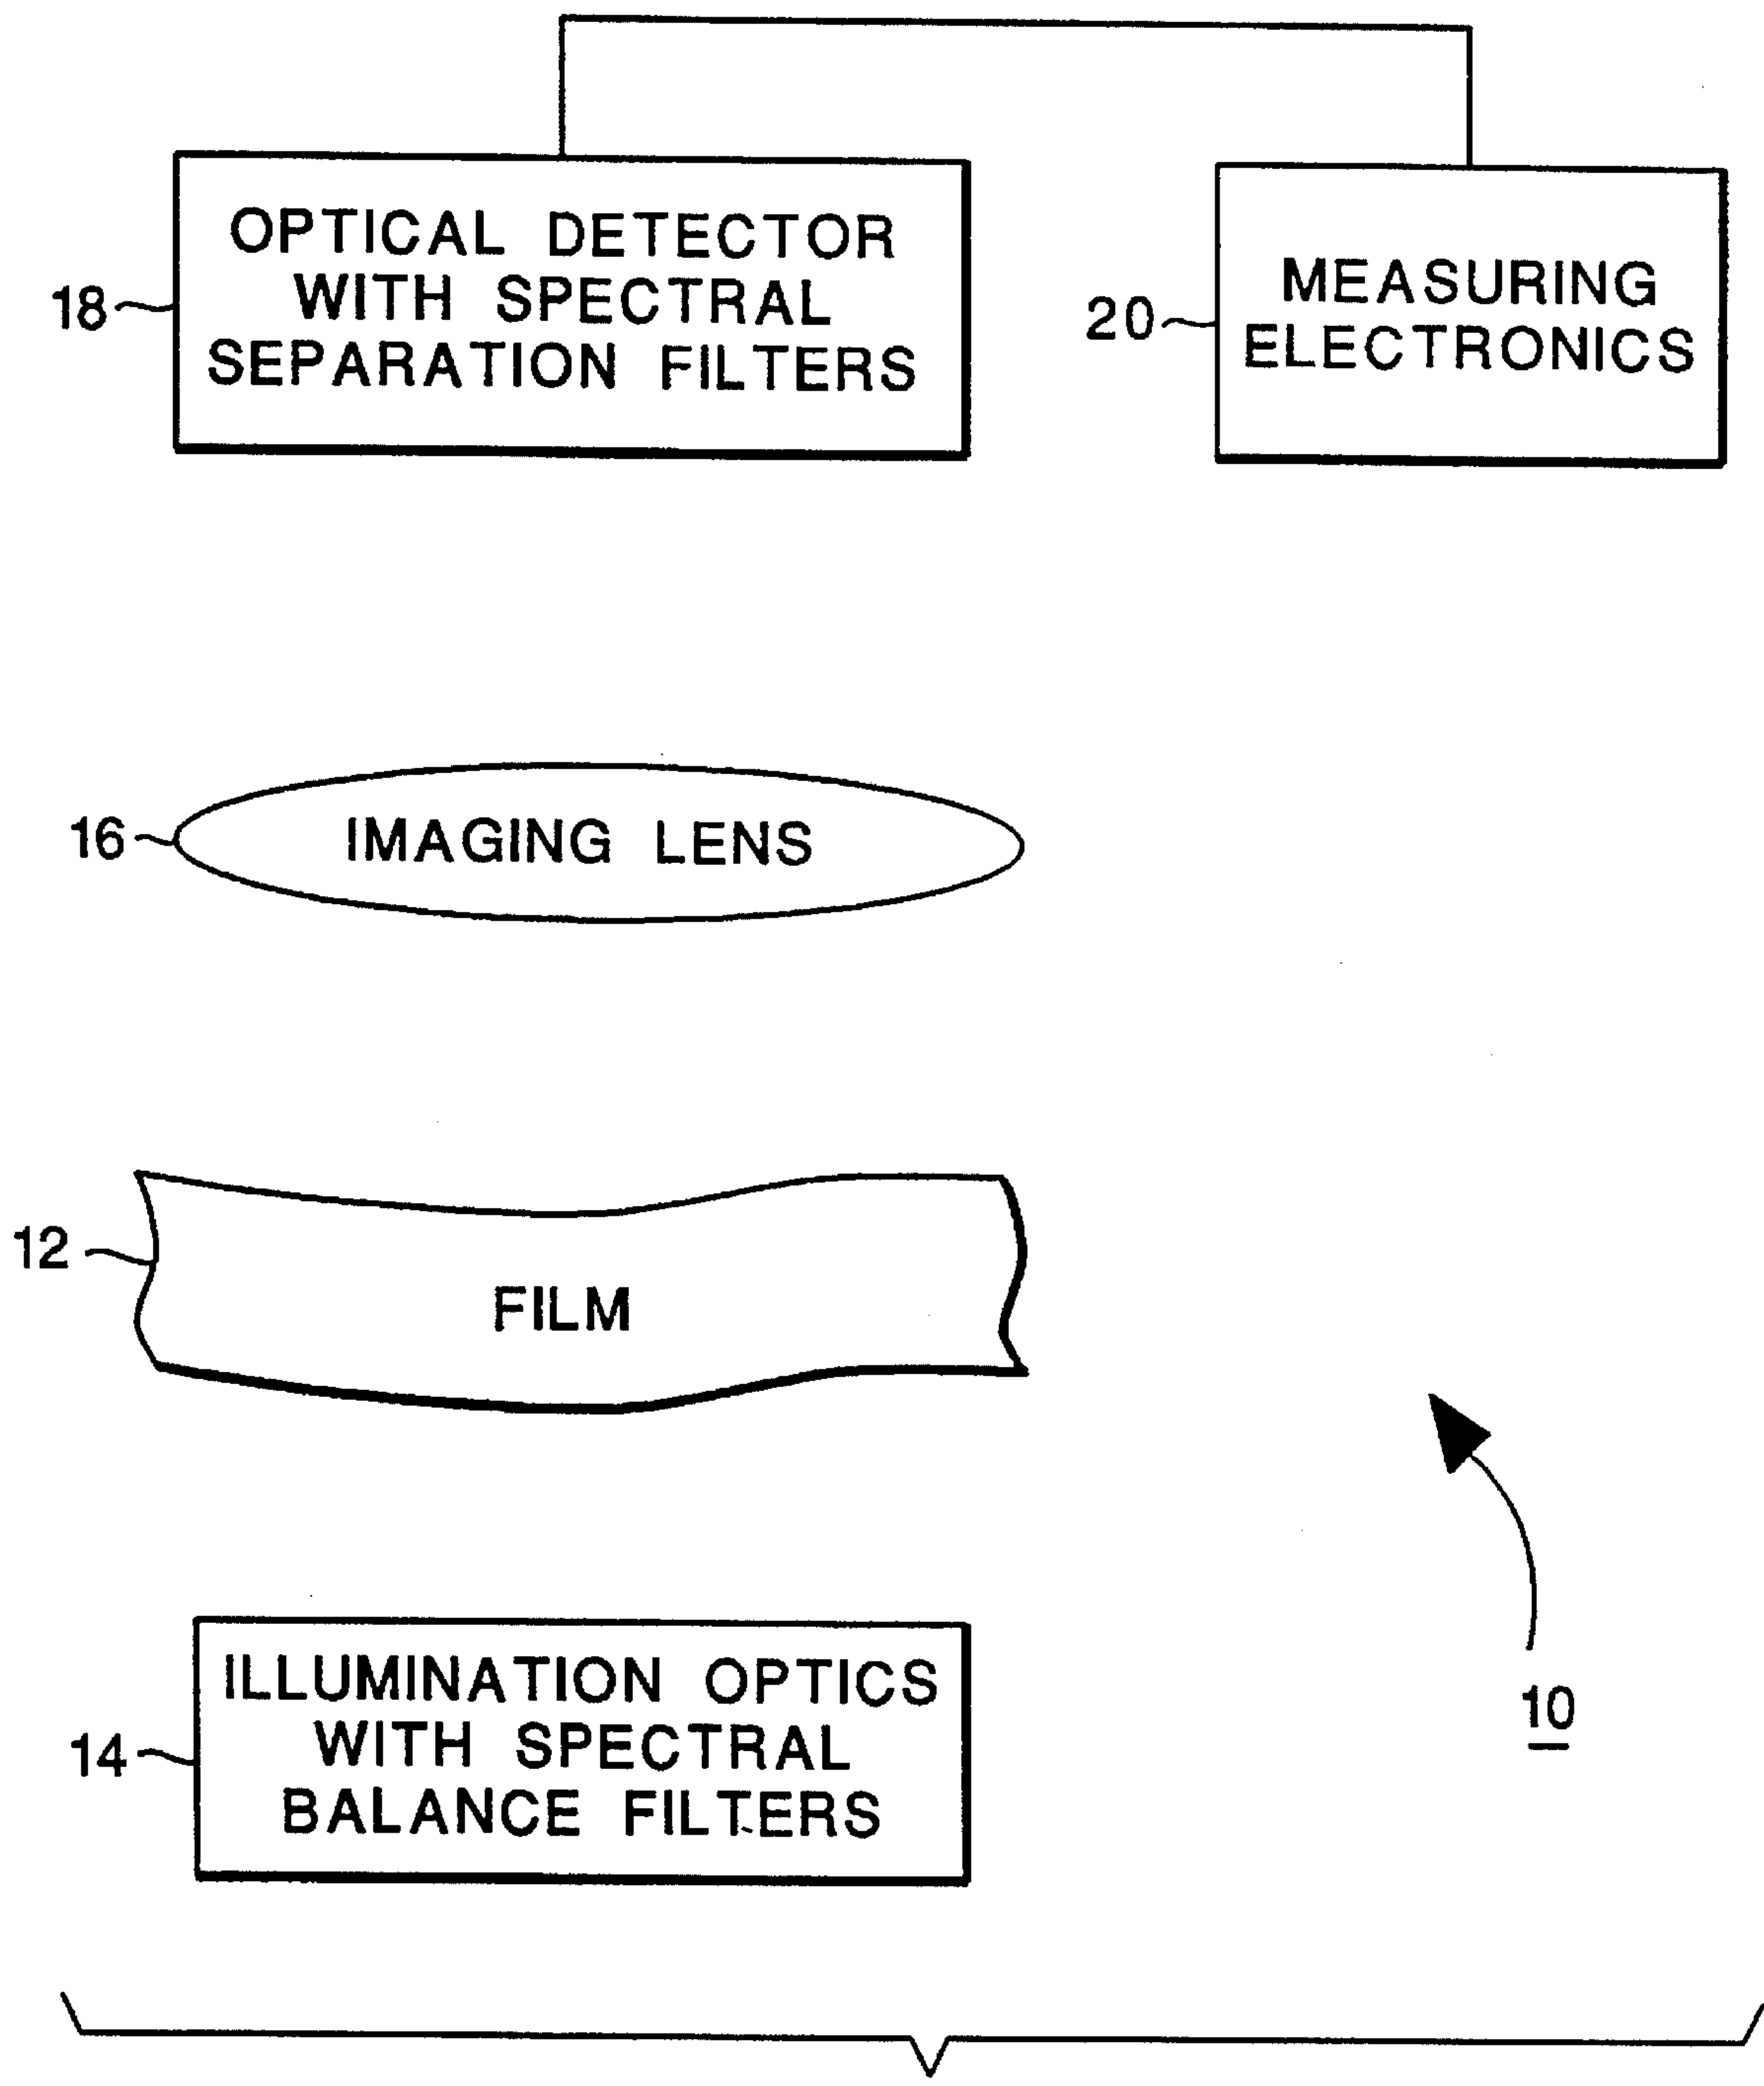 OPTICAL DETECTOR
WITH SPECTRAL
SEPARATION FILTERS
18
MEASURING
ELECTRONICS
20
16
IMAGING LENS
12
FILM
ILLUMINATION OPTICS
WITH SPECTRAL
BALANCE FILTERS
14
10